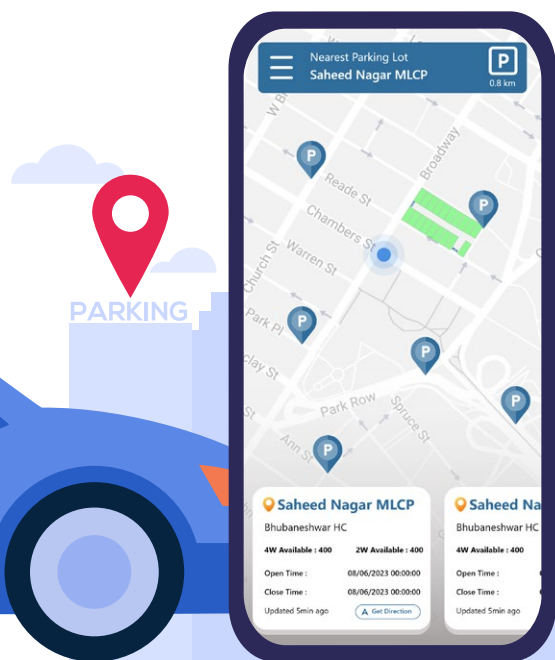 Nearest Parking Lot
Saheed Nagar MLCP
P
0.8 km
W B
Broadway
P
Reade St
P
Chambers St
Warren St
Church St
PARKING
P
Park Pl
P
clay St
P
Park Row
Spruce St
St
Ann St
P
Saheed Nagar MLCP
Bhubaneshwar HC
4W Available : 400 2W Available : 400
Open Time : 08/06/2023 00:00:00
Close Time : 08/06/2023 00:00:00
Updated 5min ago Get Direction
Saheed Na
Bhubaneshwar HC
4W Available : 400
Open Time :
Close Time :
Updated 5min ago